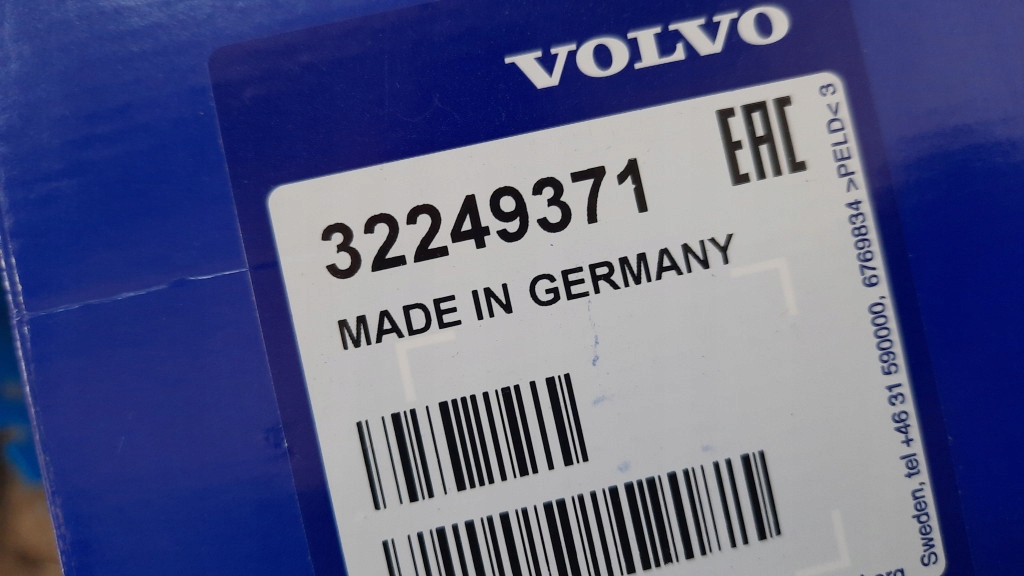 VOLVO
EAC
32249371
MADE IN GERMANY
Sweden, tel +46 31 590000, 6769834 >PELD< 3